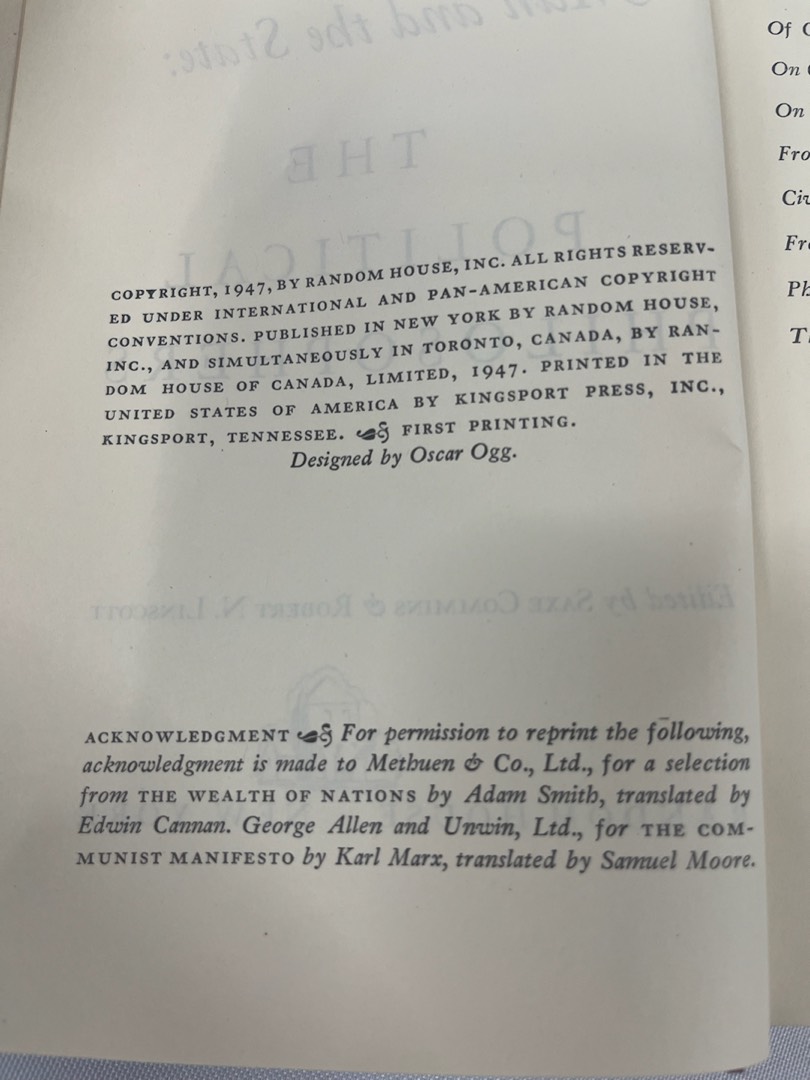 COPYRIGHT, 1947, BY RANDOM HOUSE, INC. ALL RIGHTS RESERV-
ED UNDER INTERNATIONAL AND PAN-AMERICAN COPYRIGHT
CONVENTIONS. PUBLISHED IN NEW YORK BY RANDOM HOUSE,
INC., AND SIMULTANEOUSLY IN TORONTO, CANADA, BY RAN-
DOM HOUSE OF CANADA, LIMITED, 1947. PRINTED IN THE
UNITED STATES OF AMERICA BY KINGSPORT PRESS, INC.,
KINGSPORT, TENNESSEE. FIRST PRINTING.
Designed by Oscar Ogg.
ACKNOWLEDGMENT For permission to reprint the following,
acknowledgment is made to Methuen & Co., Ltd., for a selection
from THE WEALTH OF NATIONS by Adam Smith, translated by
Edwin Cannan. George Allen and Unwin, Ltd., for THE COM-
MUNIST MANIFESTO by Karl Marx, translated by Samuel Moore.
Of
On
On